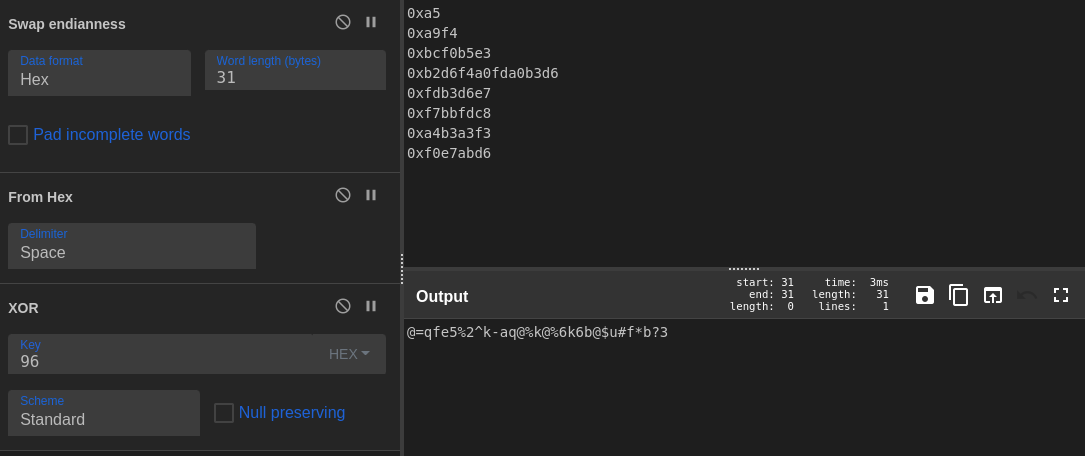 Swap endianness
Data format
Hex
Word length (bytes)
31
Pad incomplete words
From Hex
Delimiter
Space
XOR
Key
96
HEX
Scheme
Standard
Null preserving
0xa5
0xa9f4
0xbcf0b5e3
0xb2d6f4a0fda0b3d6
0xfdb3d6e7
0xf7bbfdc8
0xa4b3a3f3
0xf0e7abd6
Output
start: 31 time: 3ms
end: 31 length: 31
length: 0 lines: 1
@=qfe5%2^k-aq@%k@%6k6b@$u#f*b?3